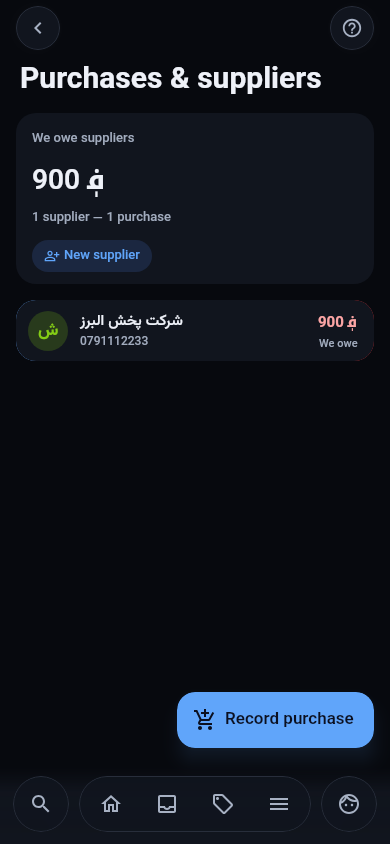 Purchases & suppliers
We owe suppliers
900 ؋
1 supplier — 1 purchase
New supplier
ش
شرکت پخش البرز
900 ؋
0791112233
We owe
Record purchase